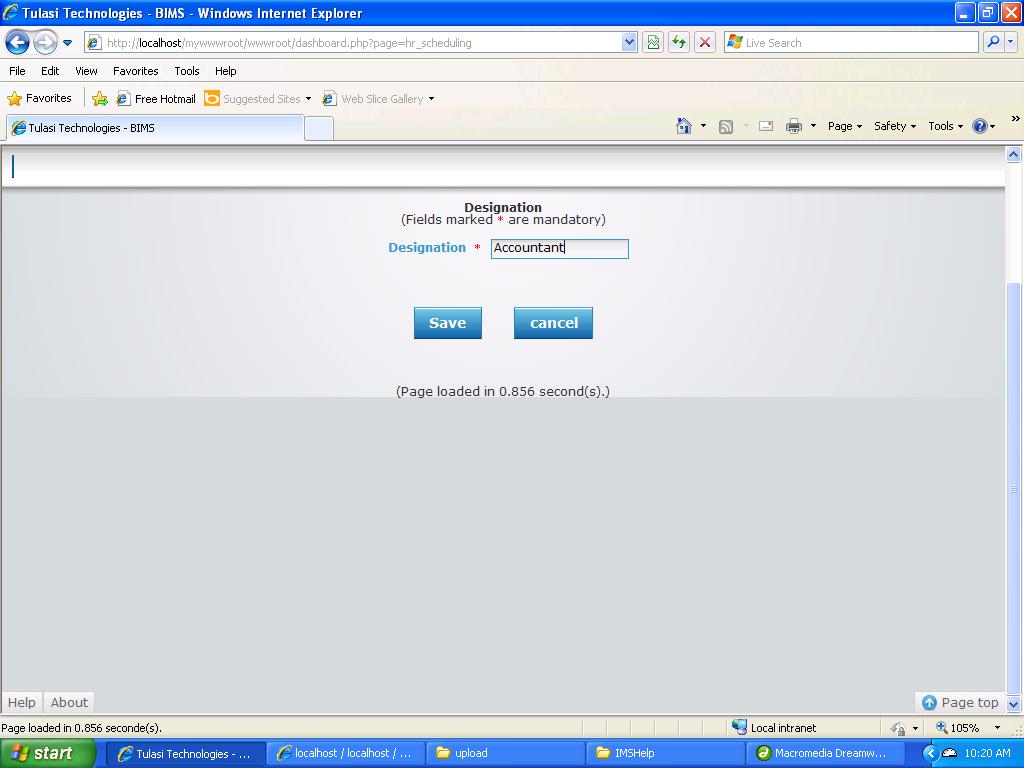 Tulasi Technologies - BIMS - Windows Internet Explorer
http://localhost/mywwwroot/wwwroot/dashboard.php?page=hr_scheduling
Live Search
File Edit View Favorites Tools Help
Favorites Free Hotmail Suggested Sites Web Slice Gallery
Tulasi Technologies - BIMS
Page Safety Tools
Designation
(Fields marked * are mandatory)
Designation * Accountant
Save cancel
(Page loaded in 0.856 second(s).)
Help About
Page top
Page loaded in 0.856 seconde(s).
Local intranet
105%
start
Tulasi Technologies - ...
localhost / localhost / ...
upload
IMSHelp
Macromedia Dreamw...
10:20 AM